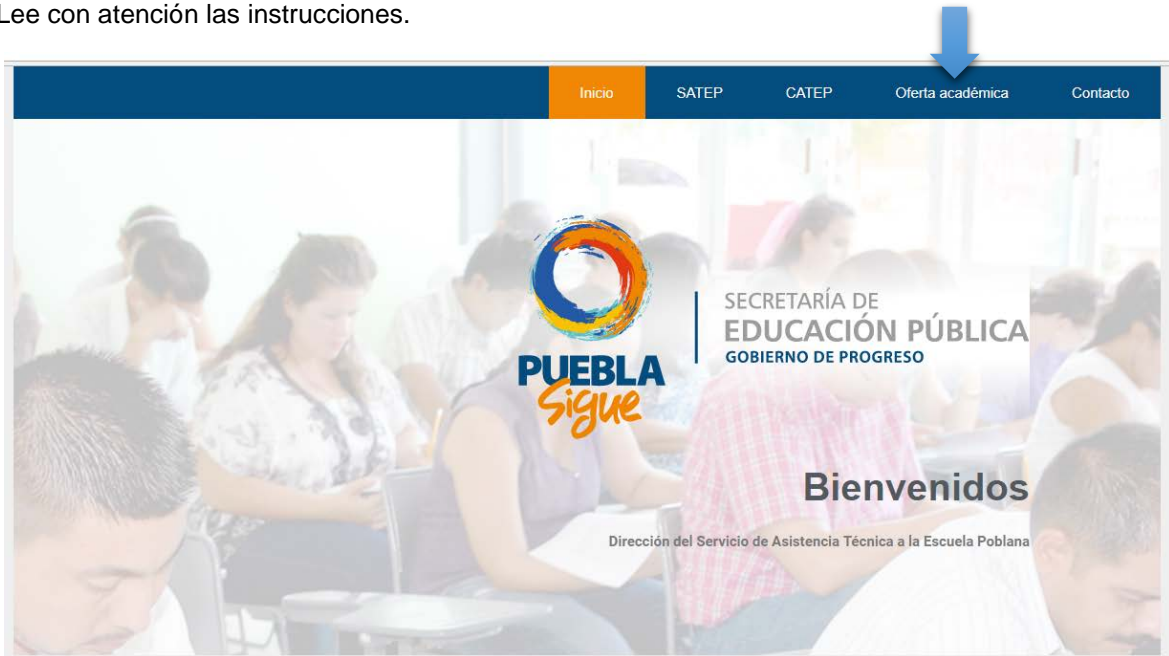 Lee con atención las instrucciones.
Inicio SATEP CATEP Oferta académica Contacto
SECRETARÍA DE
EDUCACIÓN PÚBLICA
GOBIERNO DE PROGRESO
PUEBLA
Sigue
Bienvenidos
Dirección del Servicio de Asistencia Técnica a la Escuela Poblana